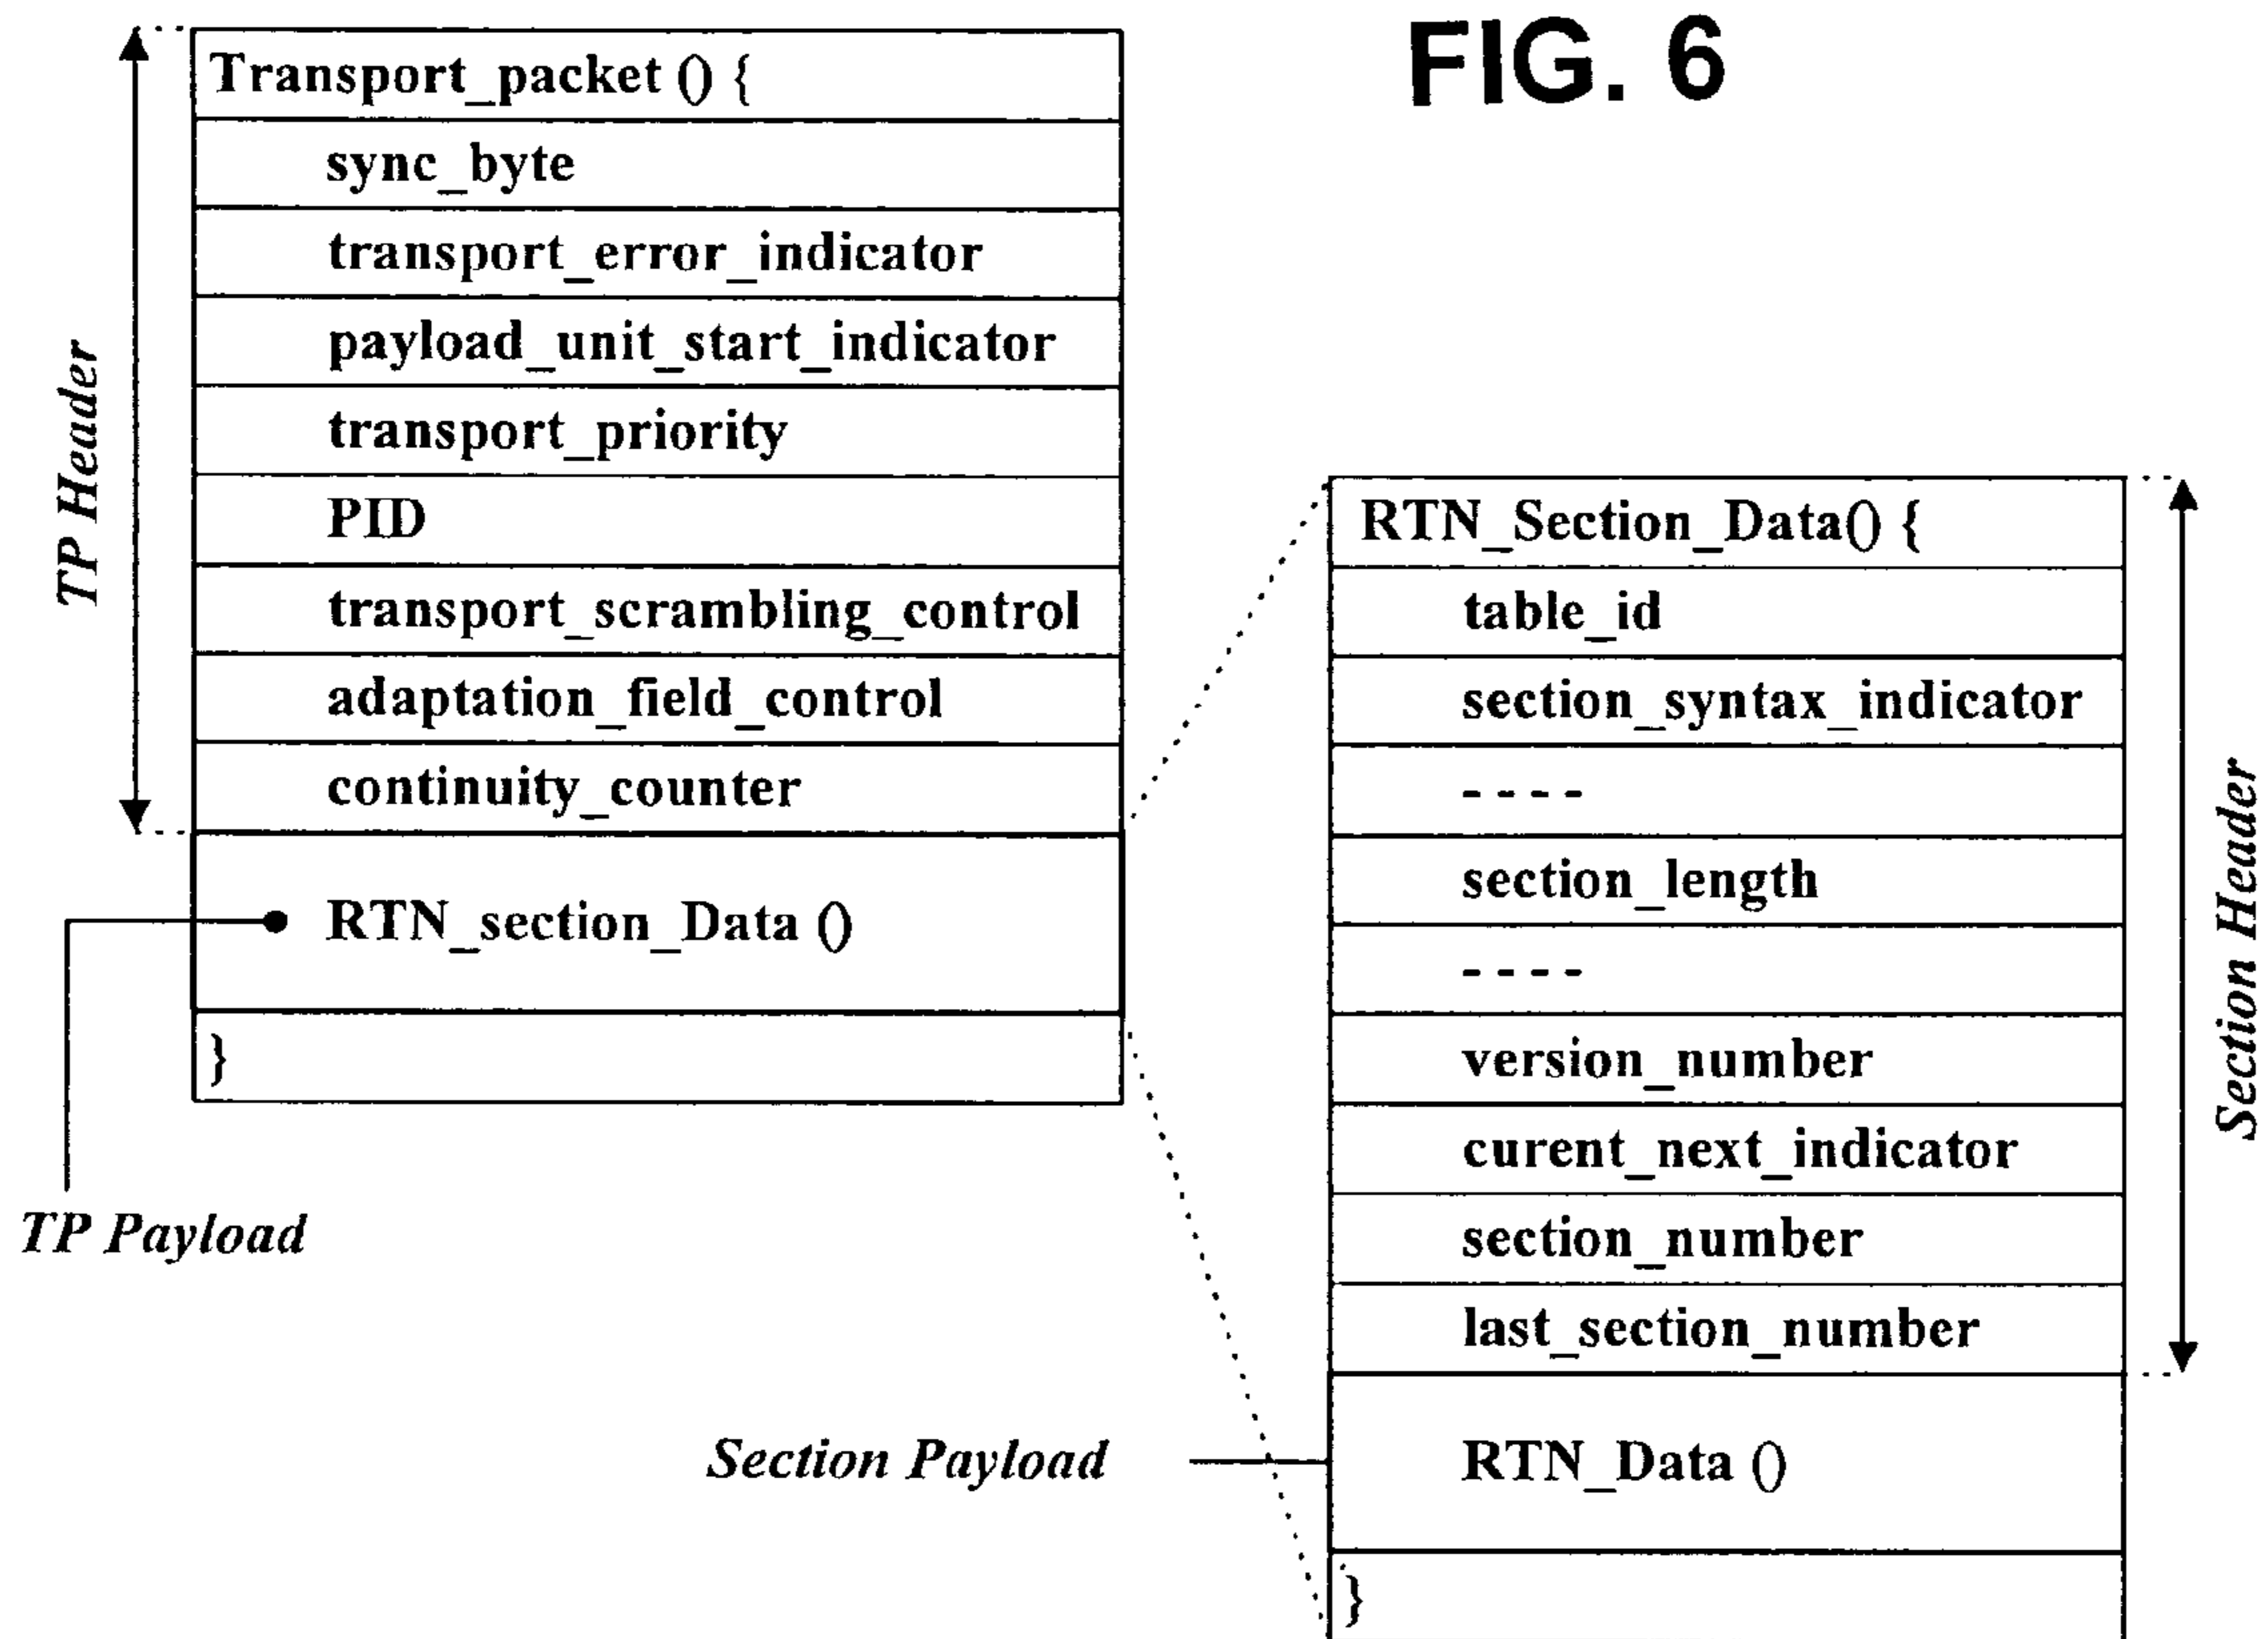 FIG. 6
TP Header
Transport_packet () {
sync_byte
transport_error_indicator
payload_unit_start_indicator
transport_priority
PID
transport_scrambling_control
adaptation_field_control
continuity_counter
RTN_section_Data ()
}
TP Payload
RTN_Section_Data() {
table_id
section_syntax_indicator
----
section_length
----
version_number
curent_next_indicator
section_number
last_section_number
RTN_Data ()
}
Section Header
Section Payload